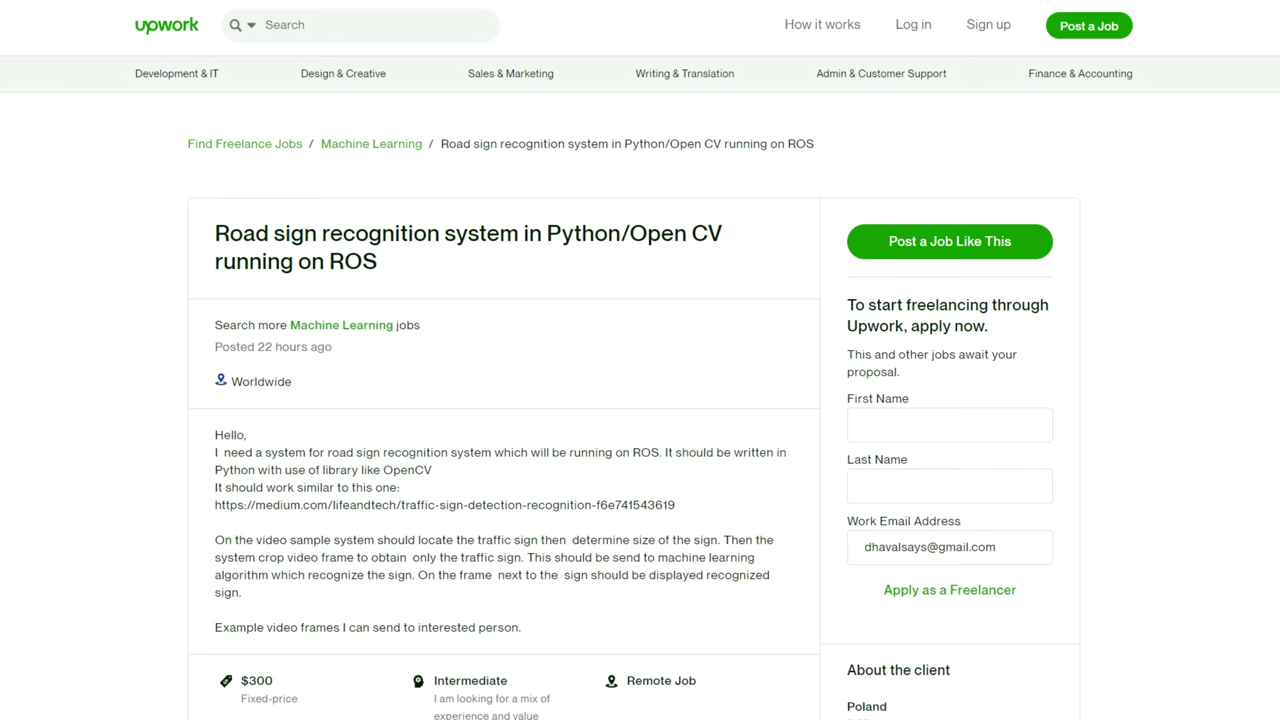 upwork
Search
How it works
Log in
Sign up
Post a Job
Development & IT
Design & Creative
Sales & Marketing
Writing & Translation
Admin & Customer Support
Finance & Accounting
Find Freelance Jobs / Machine Learning / Road sign recognition system in Python/Open CV running on ROS
Road sign recognition system in Python/Open CV
running on ROS
Search more Machine Learning jobs
Posted 22 hours ago
Worldwide
Hello,
I need a system for road sign recognition system which will be running on ROS. It should be written in
Python with use of library like OpenCV
It should work similar to this one:
https://medium.com/lifeandtech/traffic-sign-detection-recognition-f6e741543619
On the video sample system should locate the traffic sign then determine size of the sign. Then the
system crop video frame to obtain only the traffic sign. This should be send to machine learning
algorithm which recognize the sign. On the frame next to the sign should be displayed recognized
sign.
Example video frames I can send to interested person.
$300
Fixed-price
Intermediate
I am looking for a mix of
experience and value
Remote Job
Post a Job Like This
To start freelancing through
Upwork, apply now.
This and other jobs await your
proposal.
First Name
Last Name
Work Email Address
dhavalsays@gmail.com
Apply as a Freelancer
About the client
Poland